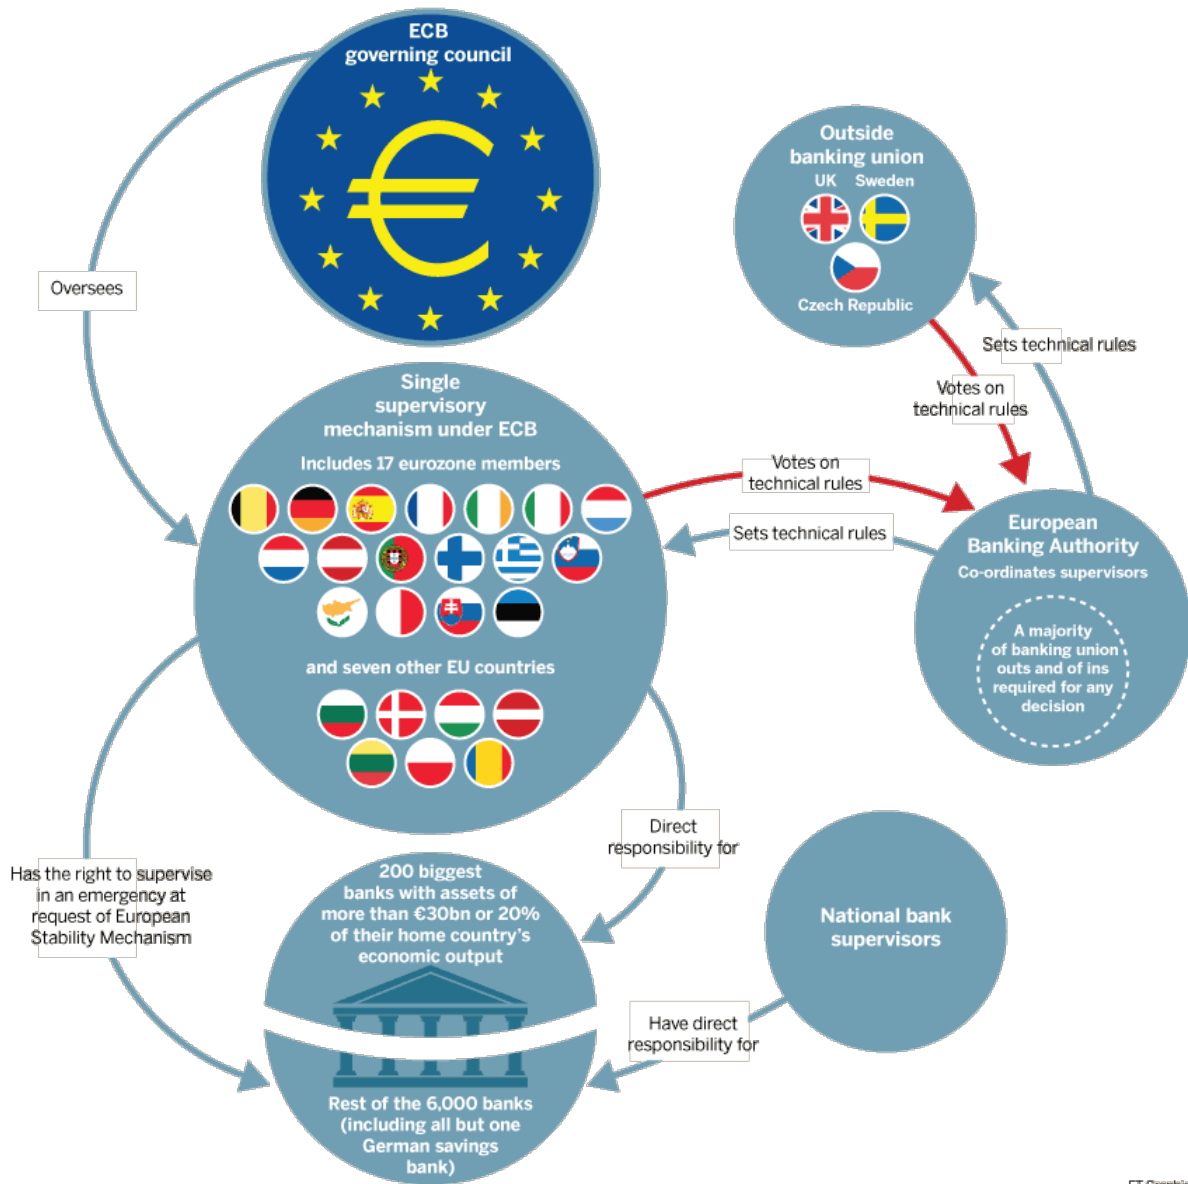 ECB
governing council
Outside
banking union
UK
Sweden
Czech Republic
Oversees
Sets technical rules
Votes on
technical rules
Single
supervisory
mechanism under ECB
Includes 17 eurozone members
Votes on
technical rules
Sets technical rules
European
Banking Authority
Co-ordinates supervisors
A majority
of banking union
outs and of ins
required for any
decision
and seven other EU countries
Direct
responsibility for
Has the right to supervise
in an emergency at
request of European
Stability Mechanism
200 biggest
banks with assets of
more than €30bn or 20%
of their home country's
economic output
National bank
supervisors
Have direct
responsibility for
Rest of the 6,000 banks
(including all but one
German savings
bank)